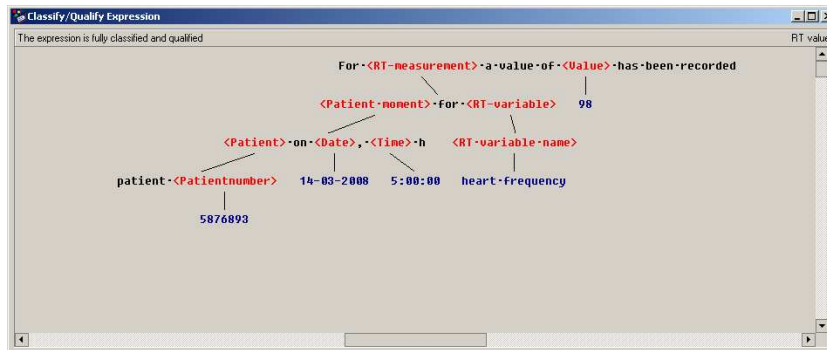 Classify/Qualify Expression
The expression is fully classified and qualified RT value
For·<RT-measurement>·a·value·of·<Value>·has·been·recorded
<Patient·moment>·for·<RT-variable> 98
<Patient>·on·<Date>,·<Time>·h <RT·variable·name>
patient·<Patientnumber> 14-03-2008 5:00:00 heart·frequency
5876893